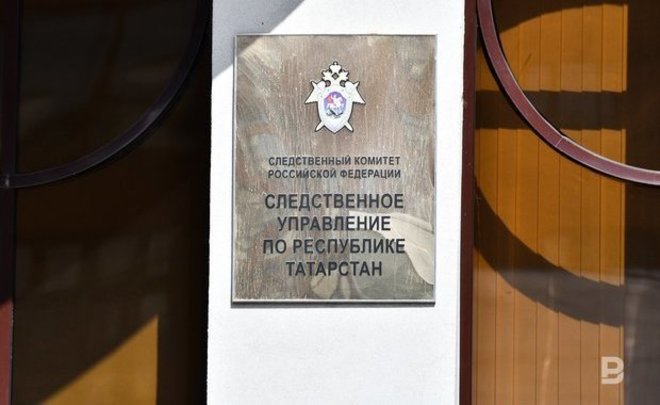 СЛЕДСТВЕННЫЙ КОМИТЕТ
РОССИЙСКОЙ ФЕДЕРАЦИИ
СЛЕДСТВЕННОЕ
УПРАВЛЕНИЕ
ПО РЕСПУБЛИКЕ
ТАТАРСТАН